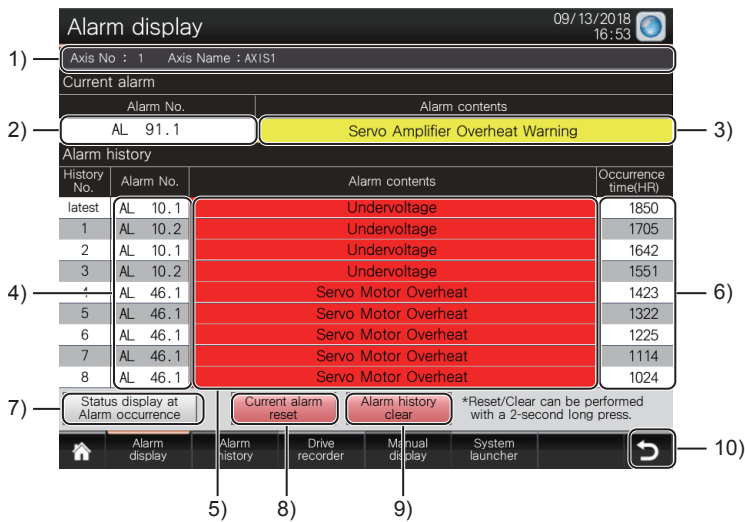 Alarm display
09/13/2018
16:53
1)
Axis No : 1 Axis Name : AXIS1
Current alarm
Alarm No. Alarm contents
2)
AL 91.1 Servo Amplifier Overheat Warning
3)
Alarm history
History
No.
Alarm No.
Alarm contents
Occurrence
time(HR)
latest AL 10.1 Undervoltage 1850
1 AL 10.2 Undervoltage 1705
2 AL 10.1 Undervoltage 1642
3 AL 10.2 Undervoltage 1551
4)
4 AL 46.1 Servo Motor Overheat 1423
6)
5 AL 46.1 Servo Motor Overheat 1322
6 AL 46.1 Servo Motor Overheat 1225
7 AL 46.1 Servo Motor Overheat 1114
8 AL 46.1 Servo Motor Overheat 1024
7)
Status display at
Alarm occurrence
Current alarm
reset
Alarm history
clear
*Reset/Clear can be performed
with a 2-second long press.
Alarm
display
Alarm
history
Drive
recorder
Manual
display
System
launcher
10)
5) 8) 9)